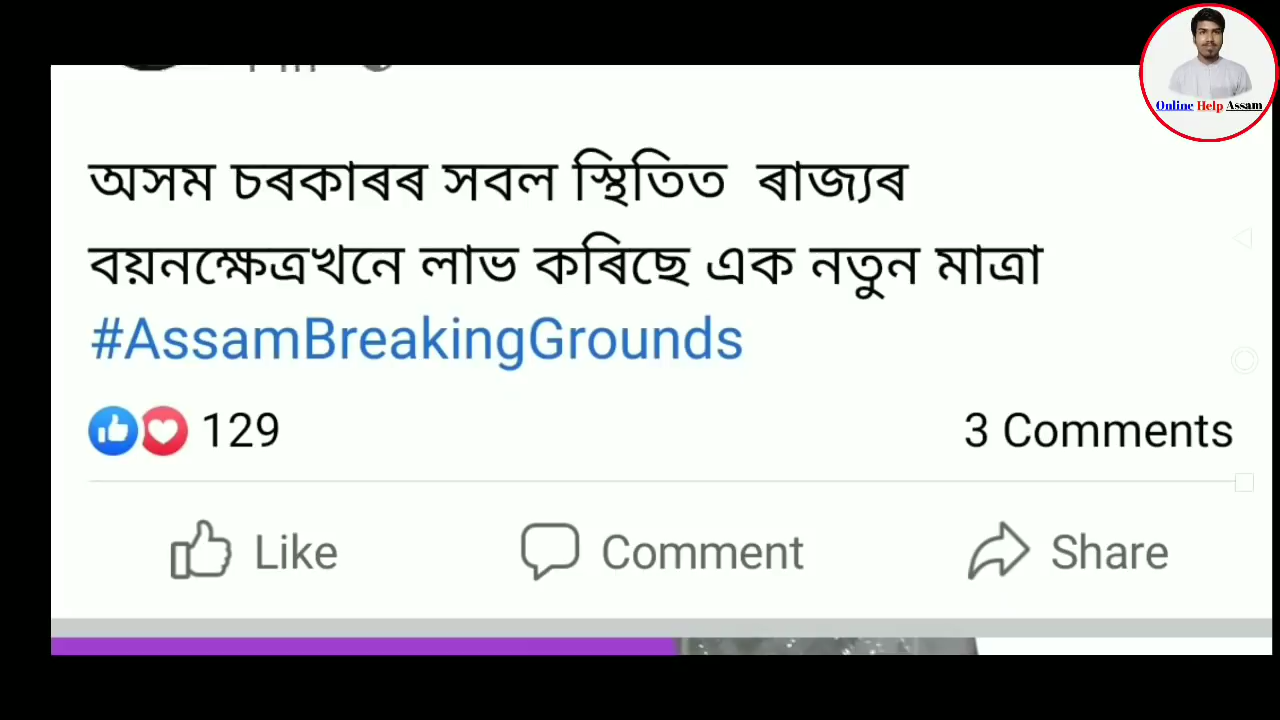 Online Help Assam
অসম চৰকাৰৰ সবল স্থিতিত ৰাজ্যৰ
বয়নক্ষেত্ৰখনে লাভ কৰিছে এক নতুন মাত্ৰা
#AssamBreakingGrounds
129 3 Comments
Like Comment Share